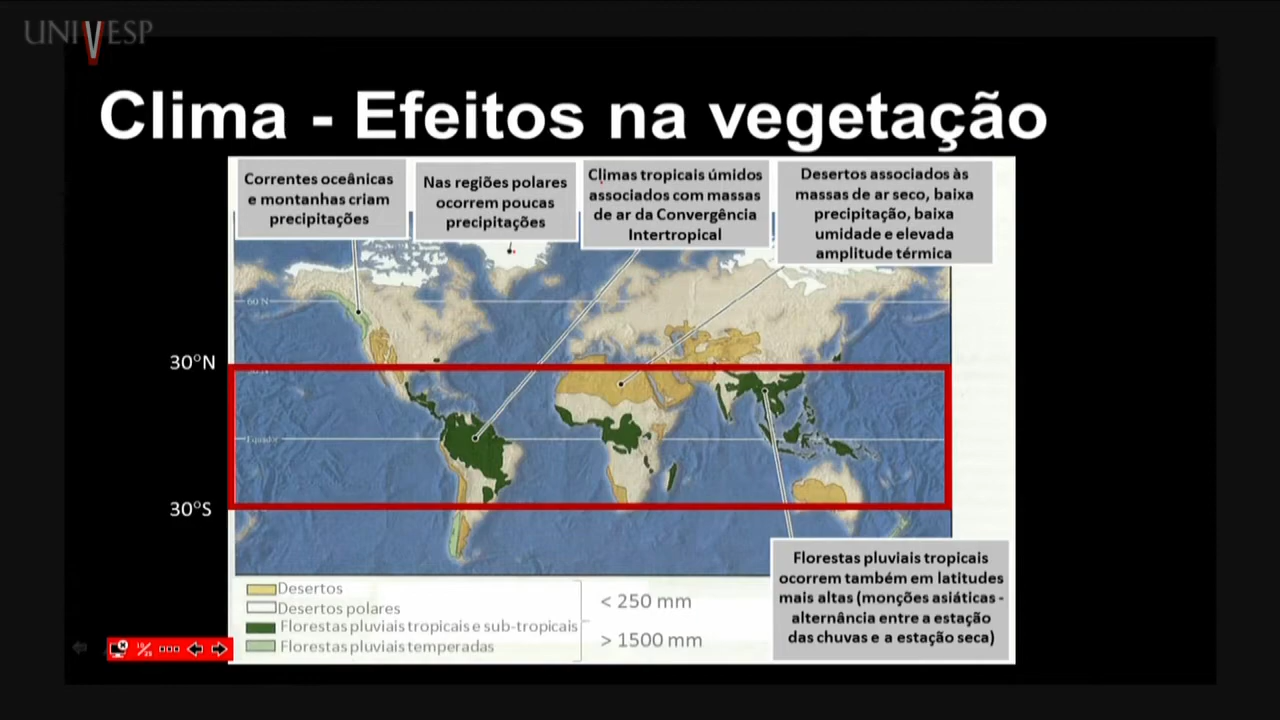 UNIVESP
Clima - Efeitos na vegetação
Correntes oceânicas
e montanhas criam
precipitações
Nas regiões polares
ocorrem poucas
precipitações
Climas tropicais úmidos
associados com massas
de ar da Convergência
Intertropical
Desertos associados às
massas de ar seco, baixa
precipitação, baixa
umidade e elevada
amplitude térmica
60 N
30°N
Equador
30°S
Florestas pluviais tropicais
ocorrem também em latitudes
mais altas (monções asiáticas -
alternância entre a estação
das chuvas e a estação seca)
Desertos
Desertos polares
< 250 mm
Florestas pluviais tropicais e sub-tropicais
Florestas pluviais temperadas
> 1500 mm